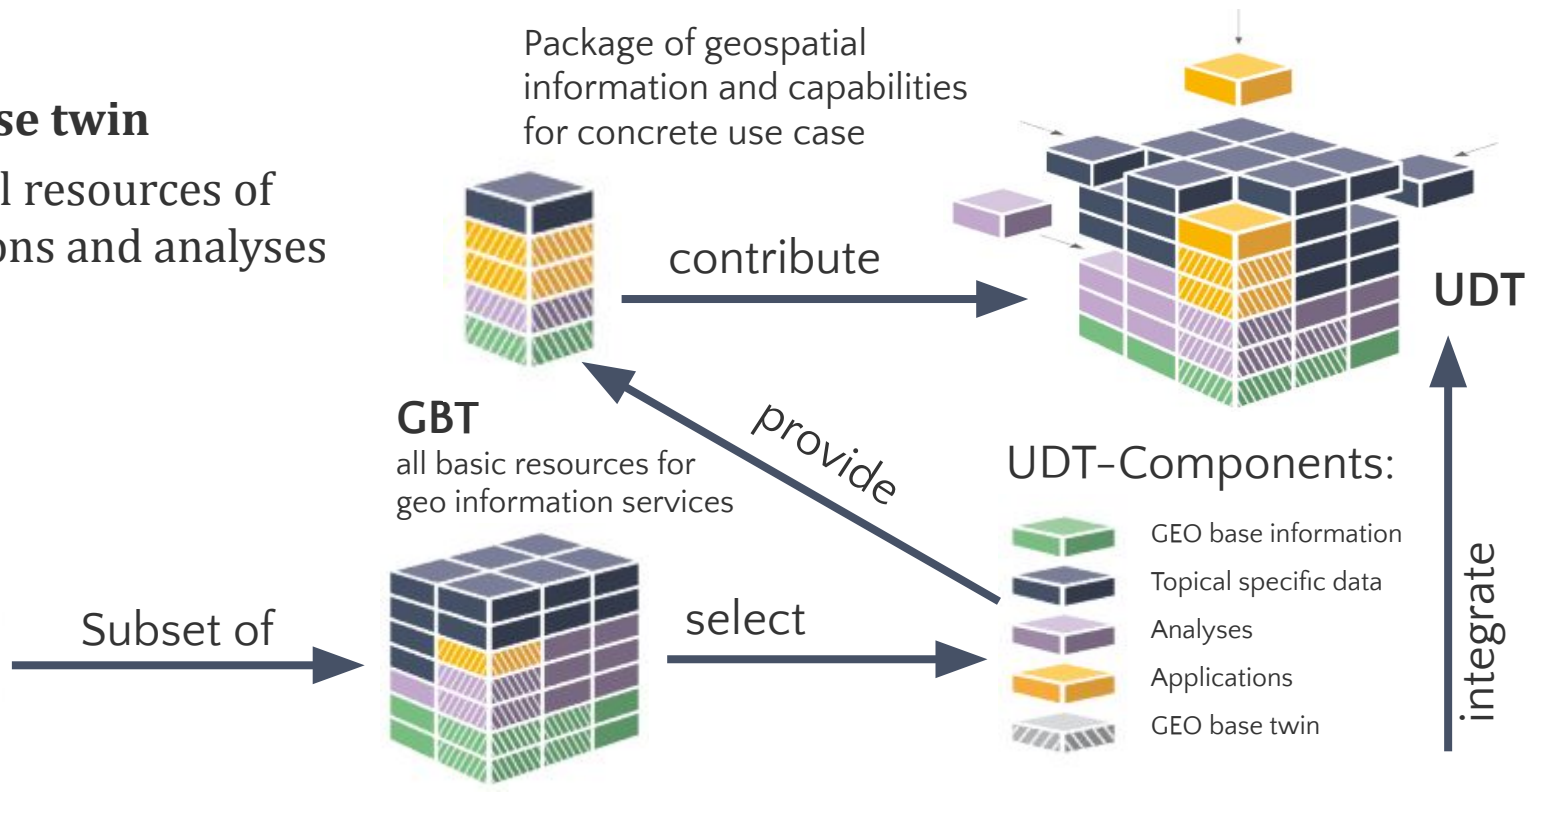 se twin
l resources of
ons and analyses
Package of geospatial
information and capabilities
for concrete use case
contribute
UDT
provide
GBT
all basic resources for
geo information services
Subset of
select
UDT-Components:
GEO base information
Topical specific data
Analyses
Applications
GEO base twin
integrate